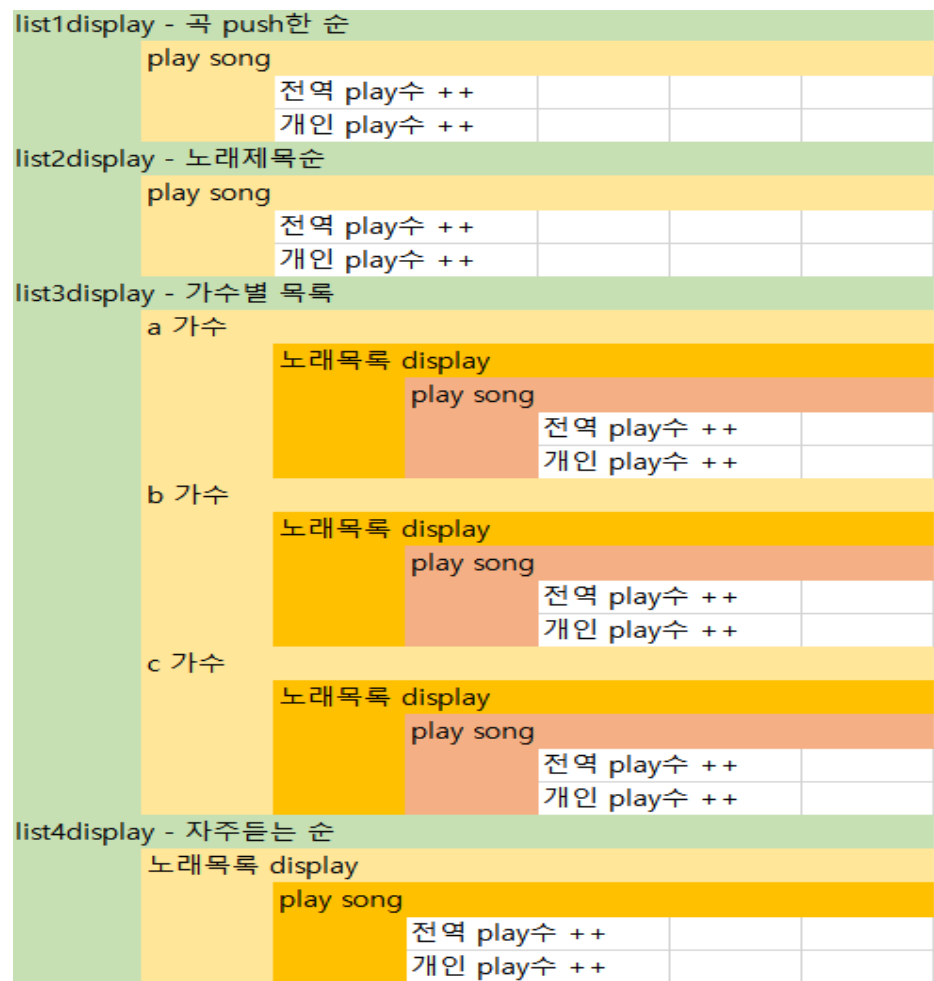 list1display - 곡 push한 순
play song
전역 play수 ++
개인 play수 ++
list2display - 노래제목순
play song
전역 play수 ++
개인 play수 ++
list3display - 가수별 목록
a 가수
노래목록 display
play song
전역 play수 ++
개인 play수 ++
b 가수
노래목록 display
play song
전역 play수 ++
개인 play수 ++
c 가수
노래목록 display
play song
전역 play수 ++
개인 play수 ++
list4display - 자주듣는 순
노래목록 display
play song
전역 play수 ++
개인 play수 ++